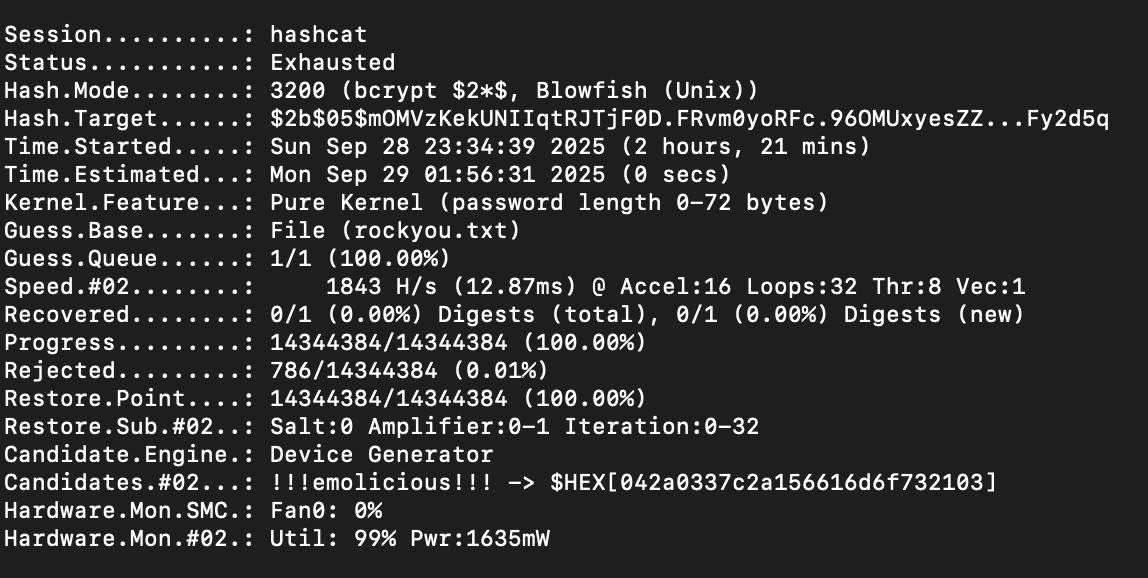 Session..........: hashcat
Status...........: Exhausted
Hash.Mode........: 3200 (bcrypt $2*$, Blowfish (Unix))
Hash.Target......: $2b$05$mOMVzKekUNIIqtRJTjF0D.FRvm0yoRFc.96OMUxyesZZ...Fy2d5q
Time.Started.....: Sun Sep 28 23:34:39 2025 (2 hours, 21 mins)
Time.Estimated...: Mon Sep 29 01:56:31 2025 (0 secs)
Kernel.Feature...: Pure Kernel (password length 0-72 bytes)
Guess.Base.......: File (rockyou.txt)
Guess.Queue......: 1/1 (100.00%)
Speed.#02........:     1843 H/s (12.87ms) @ Accel:16 Loops:32 Thr:8 Vec:1
Recovered........: 0/1 (0.00%) Digests (total), 0/1 (0.00%) Digests (new)
Progress.........: 14344384/14344384 (100.00%)
Rejected.........: 786/14344384 (0.01%)
Restore.Point....: 14344384/14344384 (100.00%)
Restore.Sub.#02..: Salt:0 Amplifier:0-1 Iteration:0-32
Candidate.Engine.: Device Generator
Candidates.#02...: !!!emolicious!!! -> $HEX[042a0337c2a156616d6f732103]
Hardware.Mon.SMC.: Fan0: 0%
Hardware.Mon.#02.: Util: 99% Pwr:1635mW